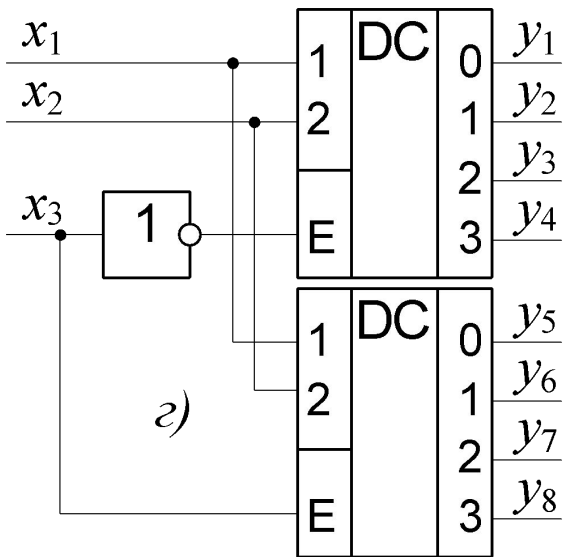 x₁ 1 DC 0 y₁
x₂ 2 1 y₂
2 y₃
x₃ 1 E 3 y₄
1 DC 0 y₅
2 1 y₆
г) 2 y₇
E 3 y₈